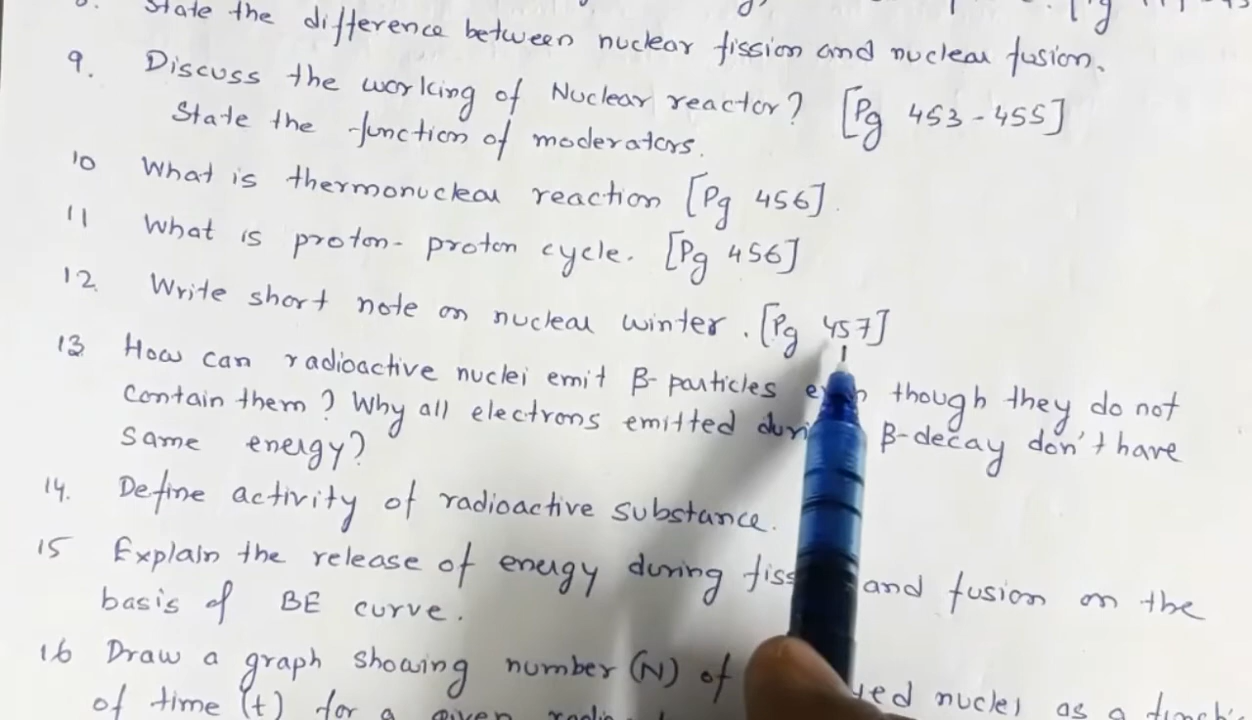 State the difference between nuclear fission and nuclear fusion.
9. Discuss the working of Nuclear reactor? [Pg 453-455]
State the function of moderators.
10 What is thermonuclear reaction [Pg 456].
11 What is proton-proton cycle. [Pg 456]
12. Write short note on nuclear winter. [Pg 457]
13 How can radioactive nuclei emit β-particles even though they do not
contain them? Why all electrons emitted during β-decay don't have
same energy?
14. Define activity of radioactive substance.
15 Explain the release of energy during and fusion on the
basis of BE curve.
16 Draw a graph showing number (N) of nuclei as a
of time (t) for a given